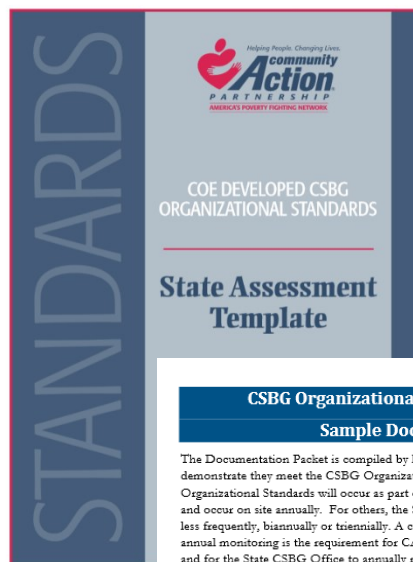 STANDARDS
Helping People. Changing Lives.
community
Action
PARTNERSHIP
AMERICA'S POVERTY FIGHTING NETWORK
COE DEVELOPED CSBG
ORGANIZATIONAL STANDARDS
State Assessment
Template
CSBG Organizationa
Sample Doc
The Documentation Packet is compiled by
demonstrate they meet the CSBG Organiza
Organizational Standards will occur as part
and occur on site annually. For others, the
less frequently, biannually or triennially. A c
annual monitoring is the requirement for CA
and for the State CSBG Office to annually